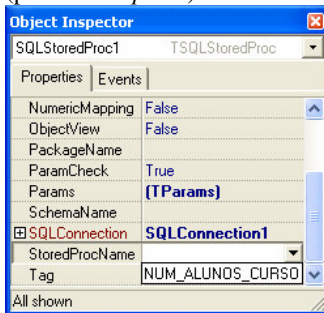 Object Inspector
SQLStoredProc1 TSQLStoredProc
Properties Events
NumericMapping False
ObjectView False
PackageName
ParamCheck True
Params (TParams)
SchemaName
SQLConnection SQLConnection1
StoredProcName
Tag NUM_ALUNOS_CURSO
All shown